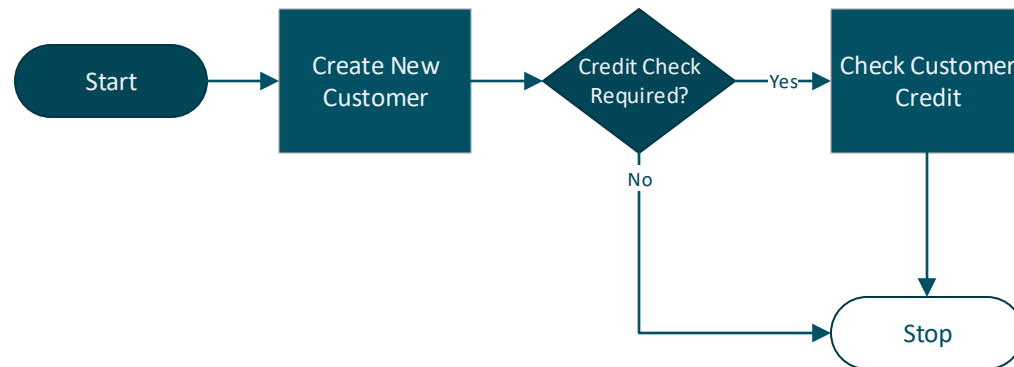 Start
Create New
Customer
Credit Check
Required?
Yes
Check Customer
Credit
No
Stop